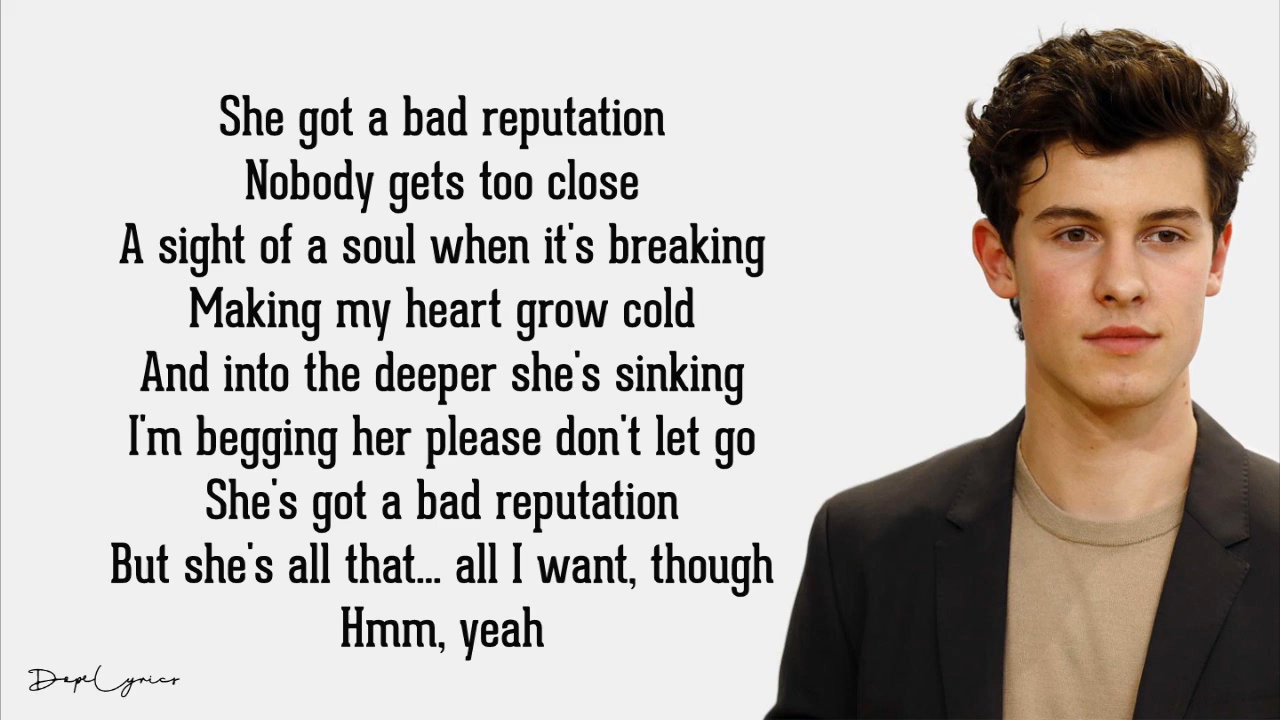 She got a bad reputation
Nobody gets too close
A sight of a soul when it's breaking
Making my heart grow cold
And into the deeper she's sinking
I'm begging her please don't let go
She's got a bad reputation
But she's all that... all I want, though
Hmm, yeah
DopeLyrics